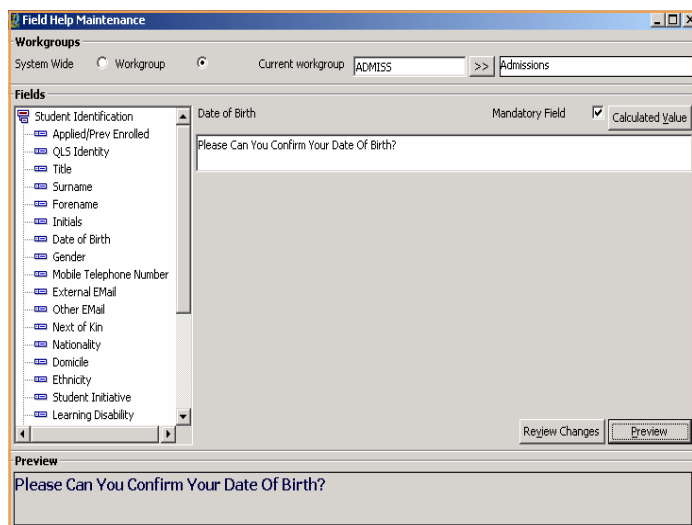 Field Help Maintenance
Workgroups
System Wide Workgroup Current workgroup ADMISS >> Admissions
Fields
Student Identification
Applied/Prev Enrolled
QLS Identity
Title
Surname
Forename
Initials
Date of Birth
Gender
Mobile Telephone Number
External EMail
Other EMail
Next of Kin
Nationality
Domicile
Ethnicity
Student Initiative
Learning Disability
Date of Birth Mandatory Field Calculated Value
Please Can You Confirm Your Date Of Birth?
Review Changes Preview
Preview
Please Can You Confirm Your Date Of Birth?